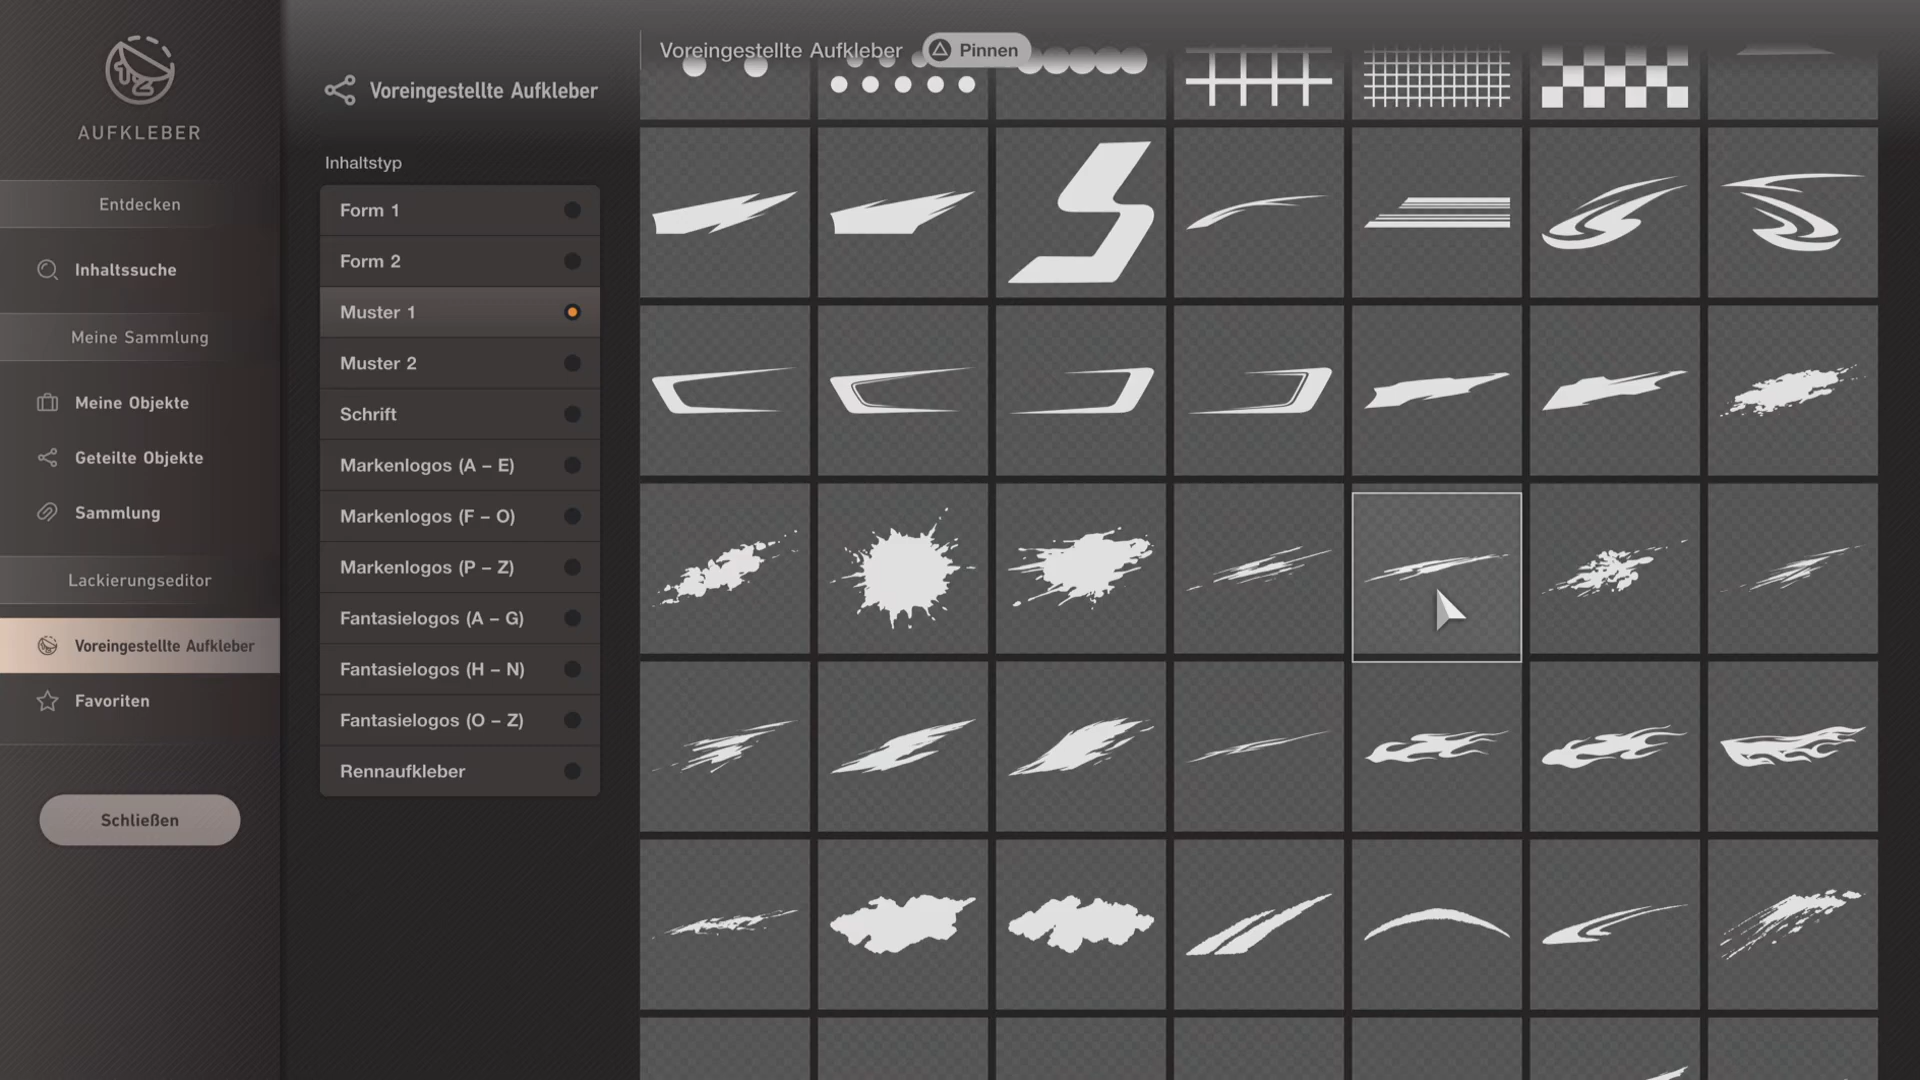 AUFKLEBER
Entdecken
Inhaltssuche
Meine Sammlung
Meine Objekte
Geteilte Objekte
Sammlung
Lackierungseditor
Voreingestellte Aufkleber
Favoriten
Schließen
Voreingestellte Aufkleber
Inhaltstyp
Form 1
Form 2
Muster 1
Muster 2
Schrift
Markenlogos (A – E)
Markenlogos (F – O)
Markenlogos (P – Z)
Fantasielogos (A – G)
Fantasielogos (H – N)
Fantasielogos (O – Z)
Rennaufkleber
Voreingestellte Aufkleber Pinnen